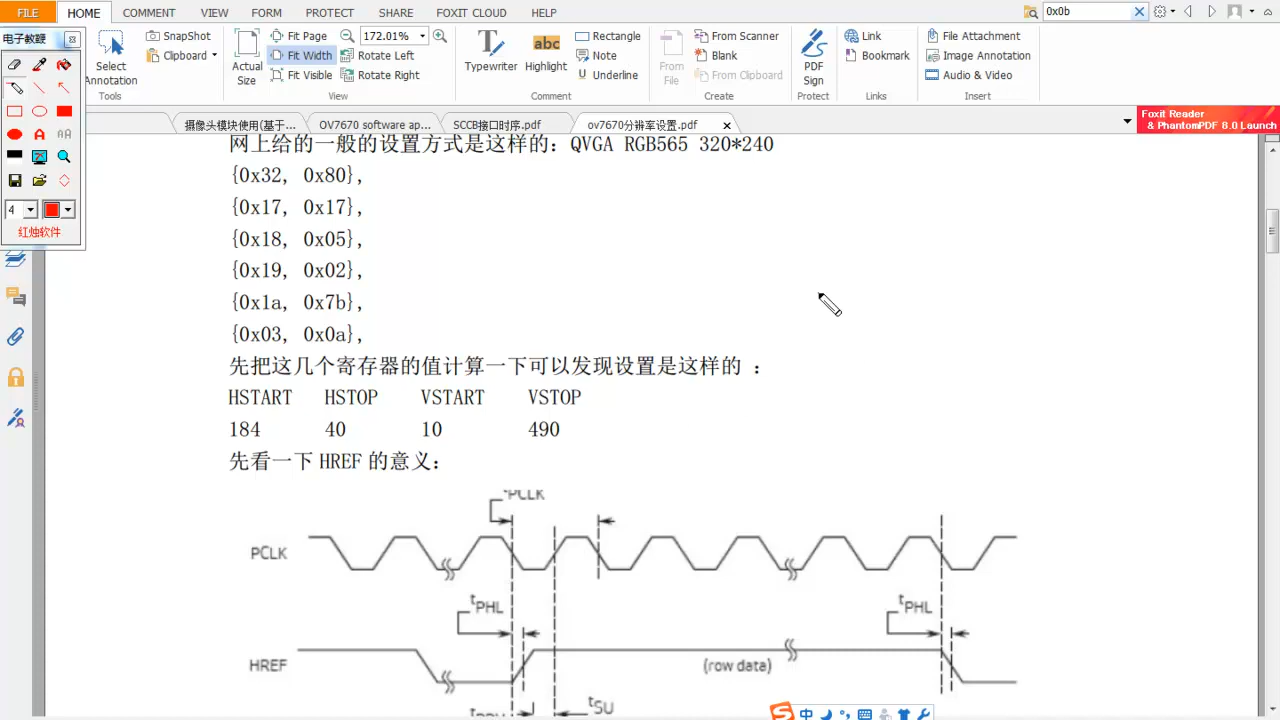 FILE HOME COMMENT VIEW FORM PROTECT SHARE FOXIT CLOUD HELP 0x0b
电子教鞭
SnapShot
Clipboard
Select
Annotation
Tools
Actual
Size
Fit Page
Fit Width
Fit Visible
172.01%
Rotate Left
Rotate Right
View
Typewriter
Highlight
Rectangle
Note
Underline
Comment
From
File
From Scanner
Blank
From Clipboard
Create
PDF
Sign
Protect
Link
Bookmark
Links
File Attachment
Image Annotation
Audio & Video
Insert
摄像头模块使用(基于... OV7670 software ap... SCCB接口时序.pdf ov7670分辨率设置.pdf
Foxit Reader
& PhantomPDF 6.0 Launch
4
红烛软件
网上给的一般的设置方式是这样的：QVGA RGB565 320*240
{0x32, 0x80},
{0x17, 0x17},
{0x18, 0x05},
{0x19, 0x02},
{0x1a, 0x7b},
{0x03, 0x0a},
先把这几个寄存器的值计算一下可以发现设置是这样的 ：
HSTART HSTOP VSTART VSTOP
184 40 10 490
先看一下 HREF 的意义：
tPCLK
PCLK
tPHL tPHL
HREF
(row data)
tSU
中